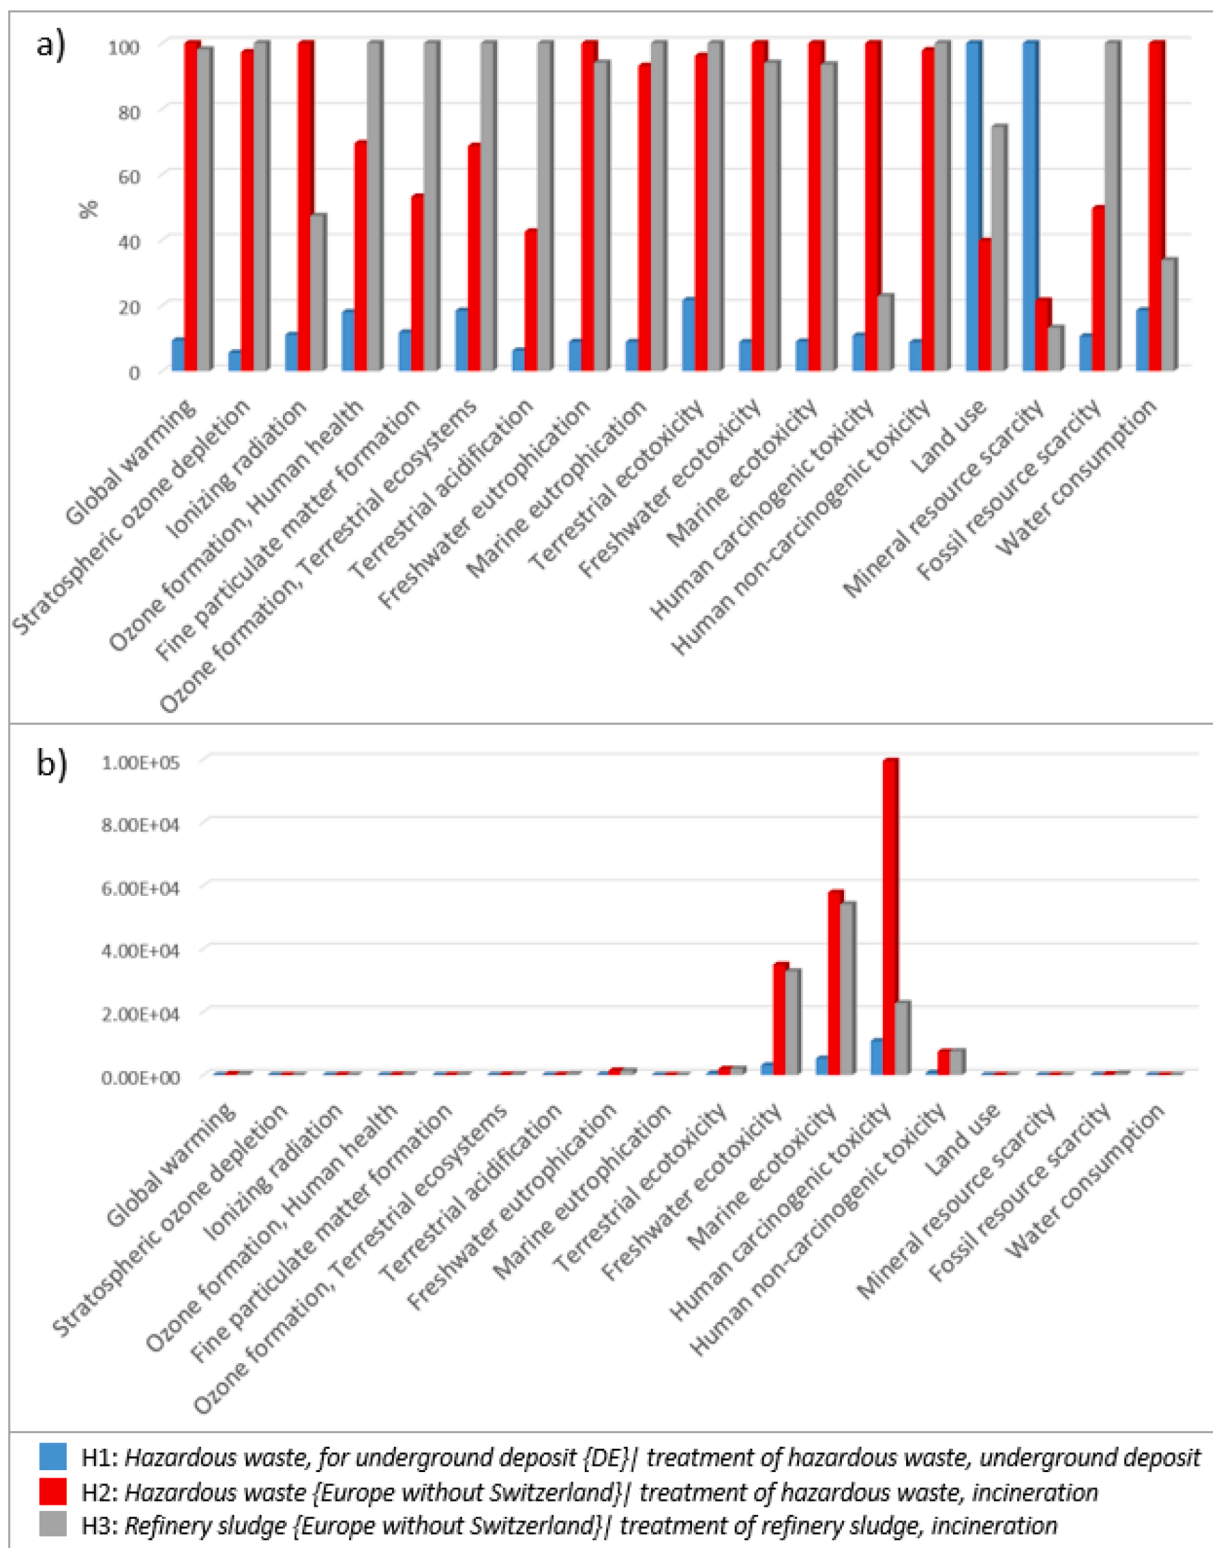 a)
100
80
60
40
20
0
%
Global warming
Stratospheric ozone depletion
Ionizing radiation
Ozone formation, Human health
Fine particulate matter formation
Ozone formation, Terrestrial ecosystems
Terrestrial acidification
Freshwater eutrophication
Marine eutrophication
Terrestrial ecotoxicity
Freshwater ecotoxicity
Marine ecotoxicity
Human carcinogenic toxicity
Human non-carcinogenic toxicity
Land use
Mineral resource scarcity
Fossil resource scarcity
Water consumption
b)
1.00E+05
8.00E+04
6.00E+04
4.00E+04
2.00E+04
0.00E+00
Global warming
Stratospheric ozone depletion
Ionizing radiation
Ozone formation, Human health
Fine particulate matter formation
Ozone formation, Terrestrial ecosystems
Terrestrial acidification
Freshwater eutrophication
Marine eutrophication
Terrestrial ecotoxicity
Freshwater ecotoxicity
Marine ecotoxicity
Human carcinogenic toxicity
Human non-carcinogenic toxicity
Land use
Mineral resource scarcity
Fossil resource scarcity
Water consumption
H1: Hazardous waste, for underground deposit {DE}| treatment of hazardous waste, underground deposit
H2: Hazardous waste {Europe without Switzerland}| treatment of hazardous waste, incineration
H3: Refinery sludge {Europe without Switzerland}| treatment of refinery sludge, incineration